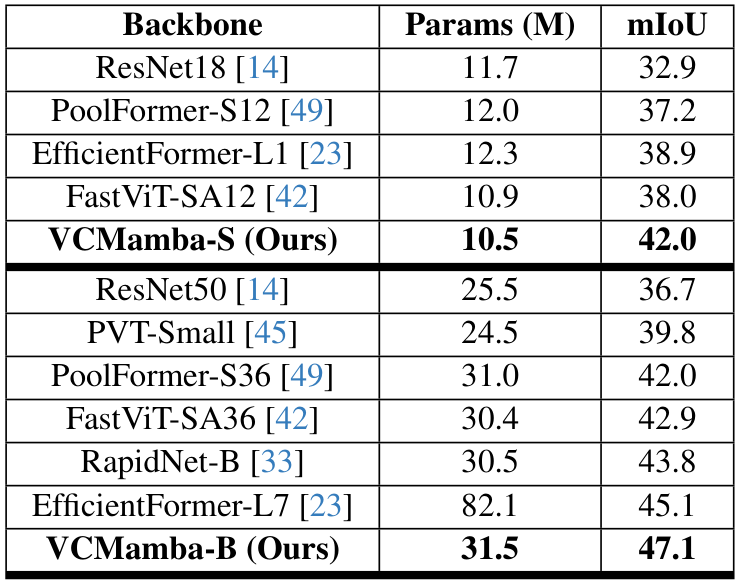 Backbone Params (M) mIoU
ResNet18 [14] 11.7 32.9
PoolFormer-S12 [49] 12.0 37.2
EfficientFormer-L1 [23] 12.3 38.9
FastViT-SA12 [42] 10.9 38.0
VCMamba-S (Ours) 10.5 42.0
ResNet50 [14] 25.5 36.7
PVT-Small [45] 24.5 39.8
PoolFormer-S36 [49] 31.0 42.0
FastViT-SA36 [42] 30.4 42.9
RapidNet-B [33] 30.5 43.8
EfficientFormer-L7 [23] 82.1 45.1
VCMamba-B (Ours) 31.5 47.1